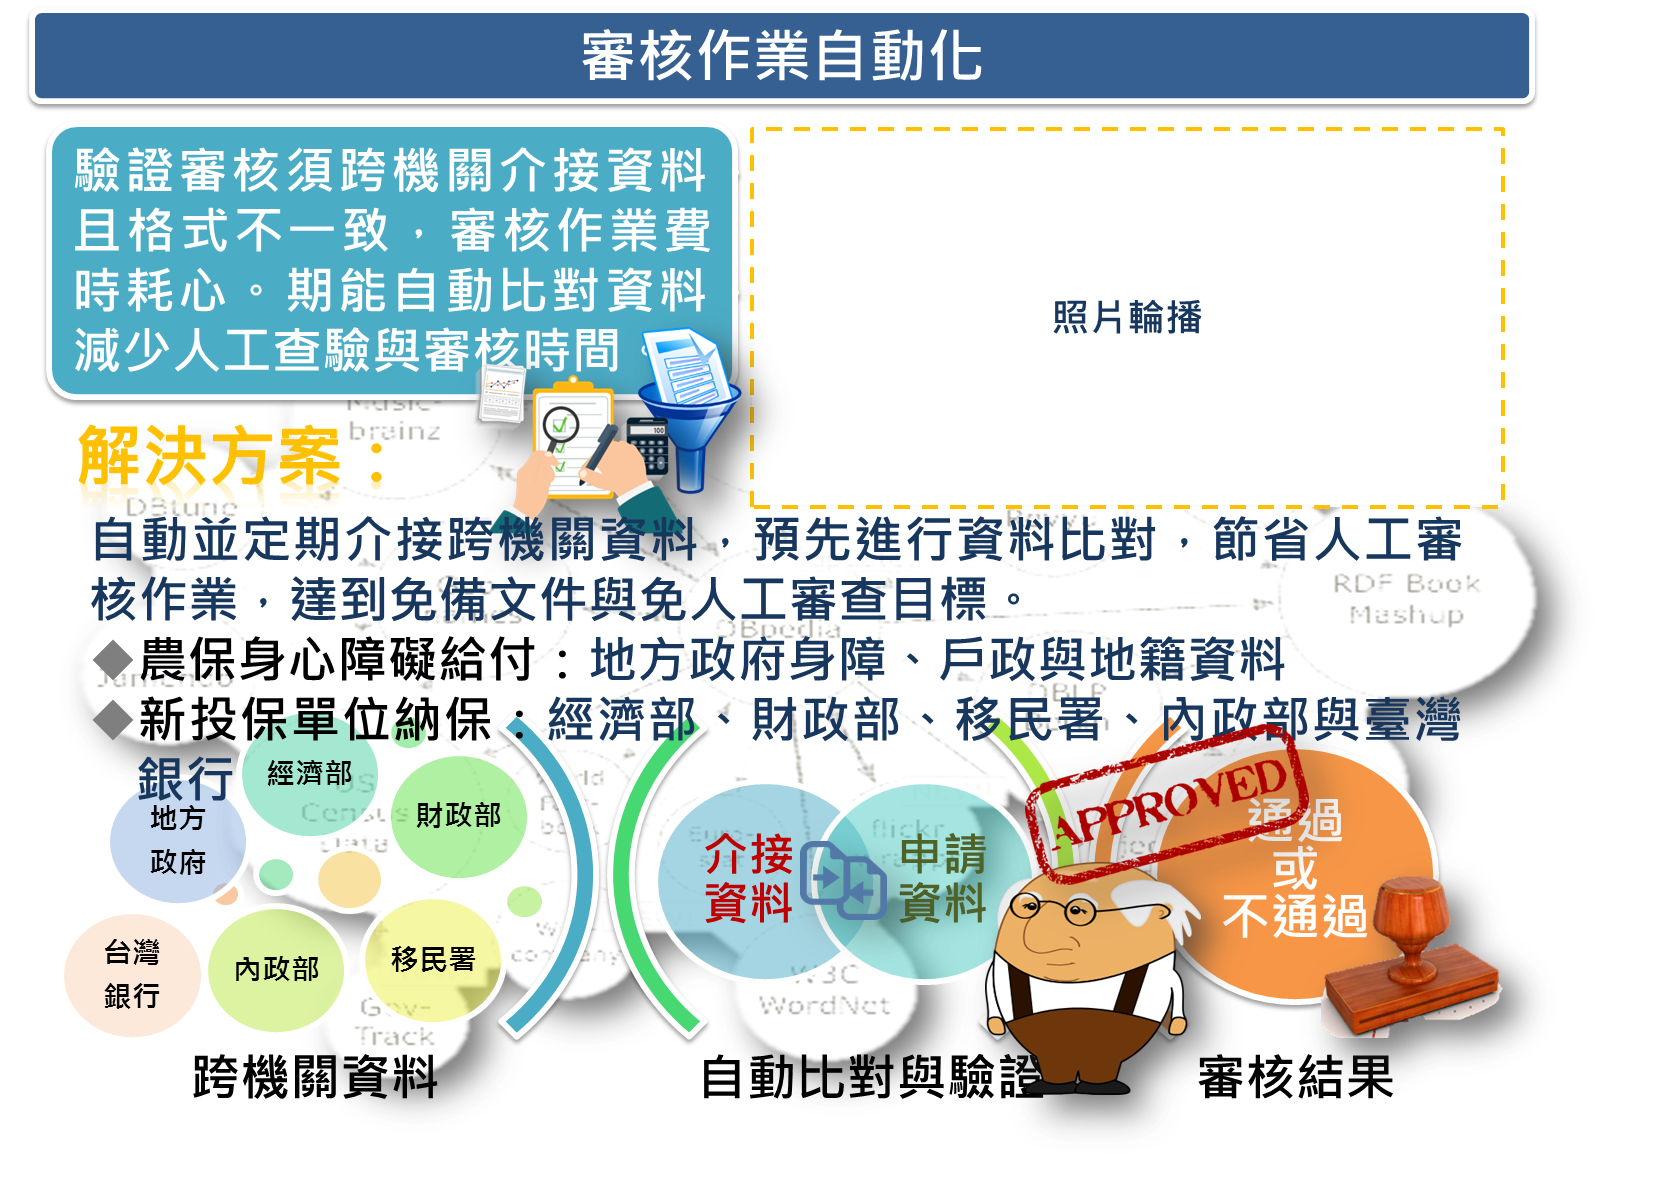 審核作業自動化
驗證審核須跨機關介接資料
且格式不一致，審核作業費
時耗心。期能自動比對資料
減少人工查驗與審核時間。
照片輪播
解決方案：
自動並定期介接跨機關資料，預先進行資料比對，節省人工審
核作業，達到免備文件與免人工審查目標。
◆農保身心障礙給付：地方政府身障、戶政與地籍資料
◆新投保單位納保：經濟部、財政部、移民署、內政部與臺灣
銀行
經濟部
財政部
地方
政府
台灣
銀行
內政部
移民署
介接
資料
申請
資料
APPROVED
通過
或
不通過
跨機關資料
自動比對與驗證
審核結果
Music-
brainz
DBtune
RDF Book
Mashup
DBpedia
Jamendo
DBLP
US
Census
Data
flickr
W3C
WordNet
Gov-
Track